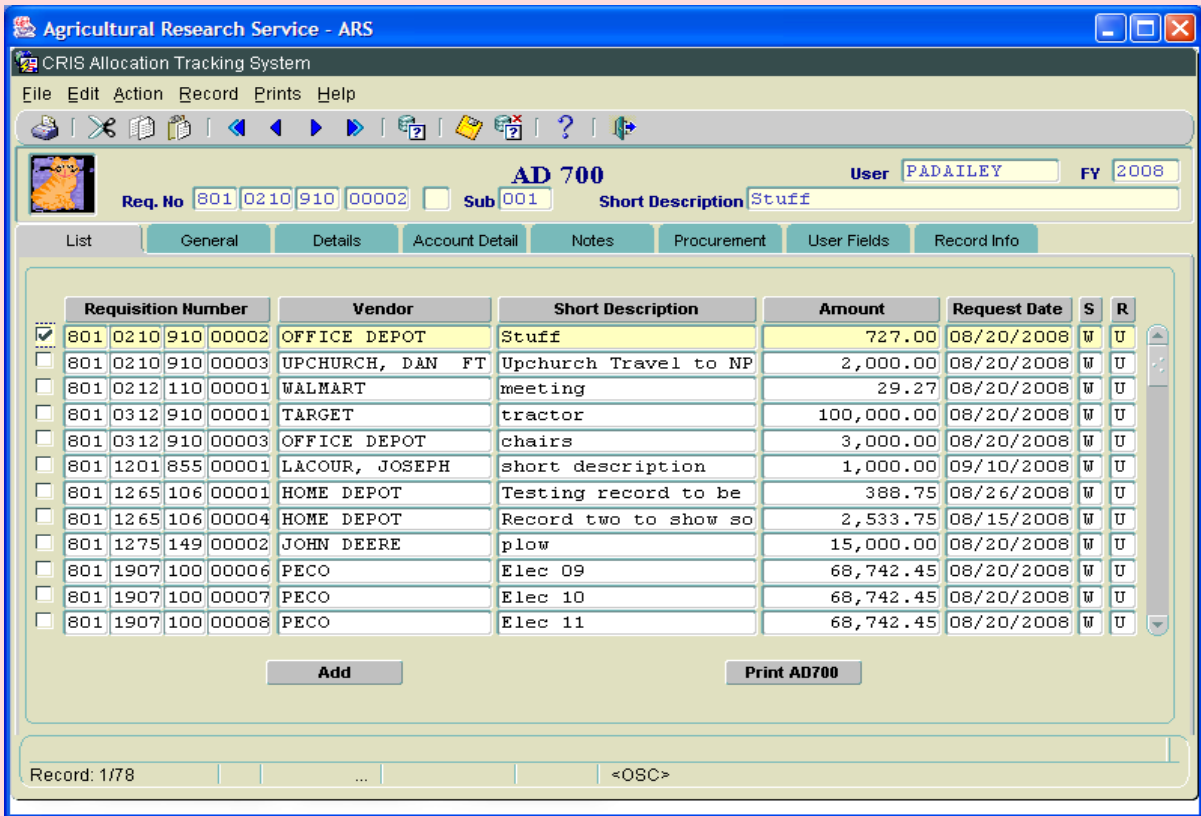 Agricultural Research Service - ARS
CRIS Allocation Tracking System
File Edit Action Record Prints Help
AD 700 User PADAILEY FY 2008
Req. No 801 0210 910 00002 Sub 001 Short Description Stuff
List General Details Account Detail Notes Procurement User Fields Record Info
Requisition Number Vendor Short Description Amount Request Date S R
801 0210 910 00002 OFFICE DEPOT Stuff 727.00 08/20/2008 W U
801 0210 910 00003 UPCHURCH, DAN FT Upchurch Travel to NP 2,000.00 08/20/2008 W U
801 0212 110 00001 WALMART meeting 29.27 08/20/2008 W U
801 0312 910 00001 TARGET tractor 100,000.00 08/20/2008 W U
801 0312 910 00003 OFFICE DEPOT chairs 3,000.00 08/20/2008 W U
801 1201 855 00001 LACOUR, JOSEPH short description 1,000.00 09/10/2008 W U
801 1265 106 00001 HOME DEPOT Testing record to be 388.75 08/26/2008 W U
801 1265 106 00004 HOME DEPOT Record two to show so 2,533.75 08/15/2008 W U
801 1275 149 00002 JOHN DEERE plow 15,000.00 08/20/2008 W U
801 1907 100 00006 PECO Elec 09 68,742.45 08/20/2008 W U
801 1907 100 00007 PECO Elec 10 68,742.45 08/20/2008 W U
801 1907 100 00008 PECO Elec 11 68,742.45 08/20/2008 W U
Add Print AD700
Record: 1/78 ... <OSC>